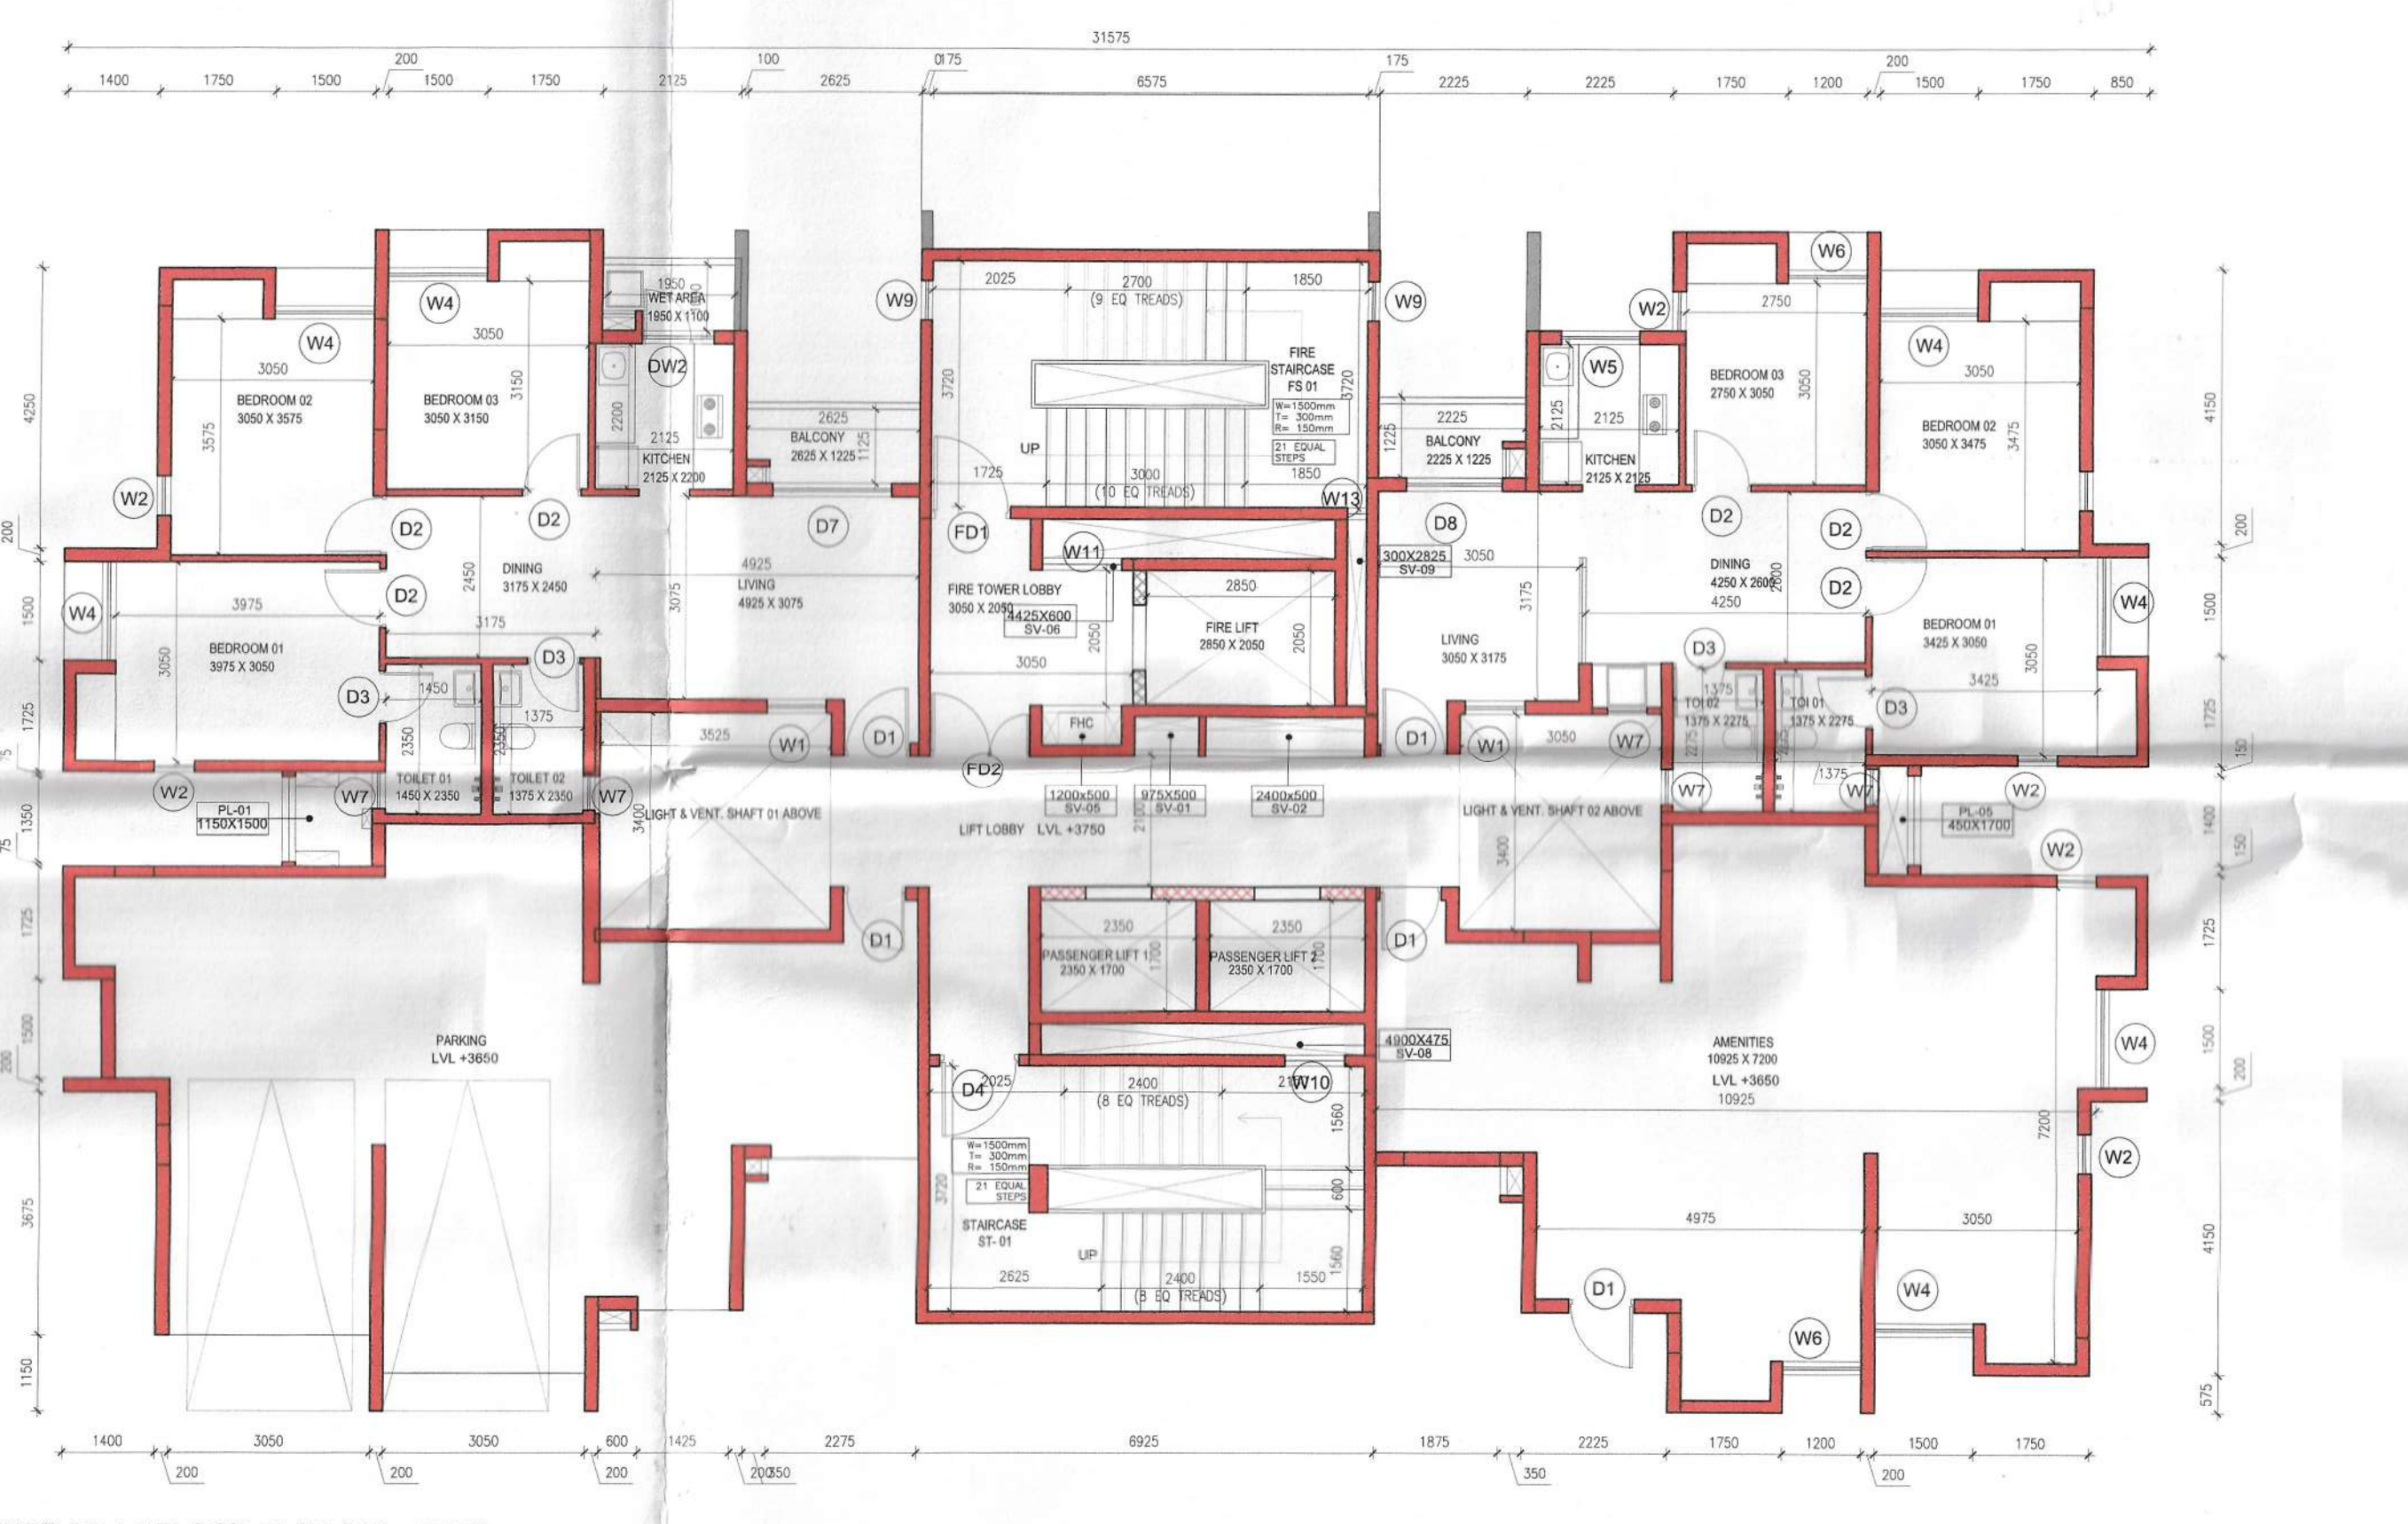 31575
1400
1750
1500
200
1500
1750
2125
100
2625
0175
6575
175
2225
2225
1750
1200
200
1500
1750
850
4250
200
1500
1725
75
1350
75
1725
1500
200
3675
1150
W4
3050
BEDROOM 02
3050 X 3575
3575
W2
W4
3050
BEDROOM 03
3050 X 3150
3150
D2
D2
D2
1950
WET AREA
1950 X 1100
DW2
2200
2125
KITCHEN
2125 X 2200
2625
BALCONY
2625 X 1225
1125
D7
DINING
3175 X 2450
2450
3175
4925
LIVING
4925 X 3075
3075
W4
3975
BEDROOM 01
3975 X 3050
3050
D3
D3
1450
1375
2350
2350
TOILET 01
1450 X 2350
TOILET 02
1375 X 2350
W2
PL-01
1150X1500
W7
W7
3525
W1
D1
3400
LIGHT & VENT. SHAFT 01 ABOVE
D1
W9
2025
2700
(9 EQ TREADS)
1850
W9
3720
FIRE
STAIRCASE
FS 01
3720
W=1500mm
T= 300mm
R= 150mm
21 EQUAL
STEPS
UP
1725
3000
(10 EQ TREADS)
1850
W13
FD1
W11
FIRE TOWER LOBBY
3050 X 2050
4425X600
SV-06
2050
3050
2850
FIRE LIFT
2850 X 2050
2050
300X2825
SV-09
FHC
FD2
1200x500
SV-05
975X500
SV-01
2400x500
SV-02
LIFT LOBBY LVL +3750
2100
2350
PASSENGER LIFT 1
2350 X 1700
1700
2350
PASSENGER LIFT 2
2350 X 1700
1700
4900X475
SV-08
D4
2025
2400
(8 EQ TREADS)
W10
1560
W=1500mm
T= 300mm
R= 150mm
21 EQUAL
STEPS
3720
600
STAIRCASE
ST- 01
UP
1560
2625
2400
(8 EQ TREADS)
1550
2225
BALCONY
2225 X 1225
1225
D8
W5
2125
2125
KITCHEN
2125 X 2125
W2
W6
2750
BEDROOM 03
2750 X 3050
3050
D2
D2
D2
W4
3050
BEDROOM 02
3050 X 3475
3475
3050
3175
LIVING
3050 X 3175
DINING
4250 X 2600
2600
4250
BEDROOM 01
3425 X 3050
3050
3425
W4
D3
D3
1375
TOI 02
1375 X 2275
TOI 01
1375 X 2275
2275
1375
D1
W1
3050
W7
W7
W7
LIGHT & VENT. SHAFT 02 ABOVE
3400
D1
W2
PL-05
450X1700
W2
AMENITIES
10925 X 7200
LVL +3650
10925
7200
W4
W2
4975
3050
D1
W4
W6
PARKING
LVL +3650
4150
200
1500
1725
150
1400
150
1725
1500
200
4150
575
1400
200
3050
200
3050
200
600
1425
200
350
2275
6925
1875
350
2225
1750
1200
200
1500
1750